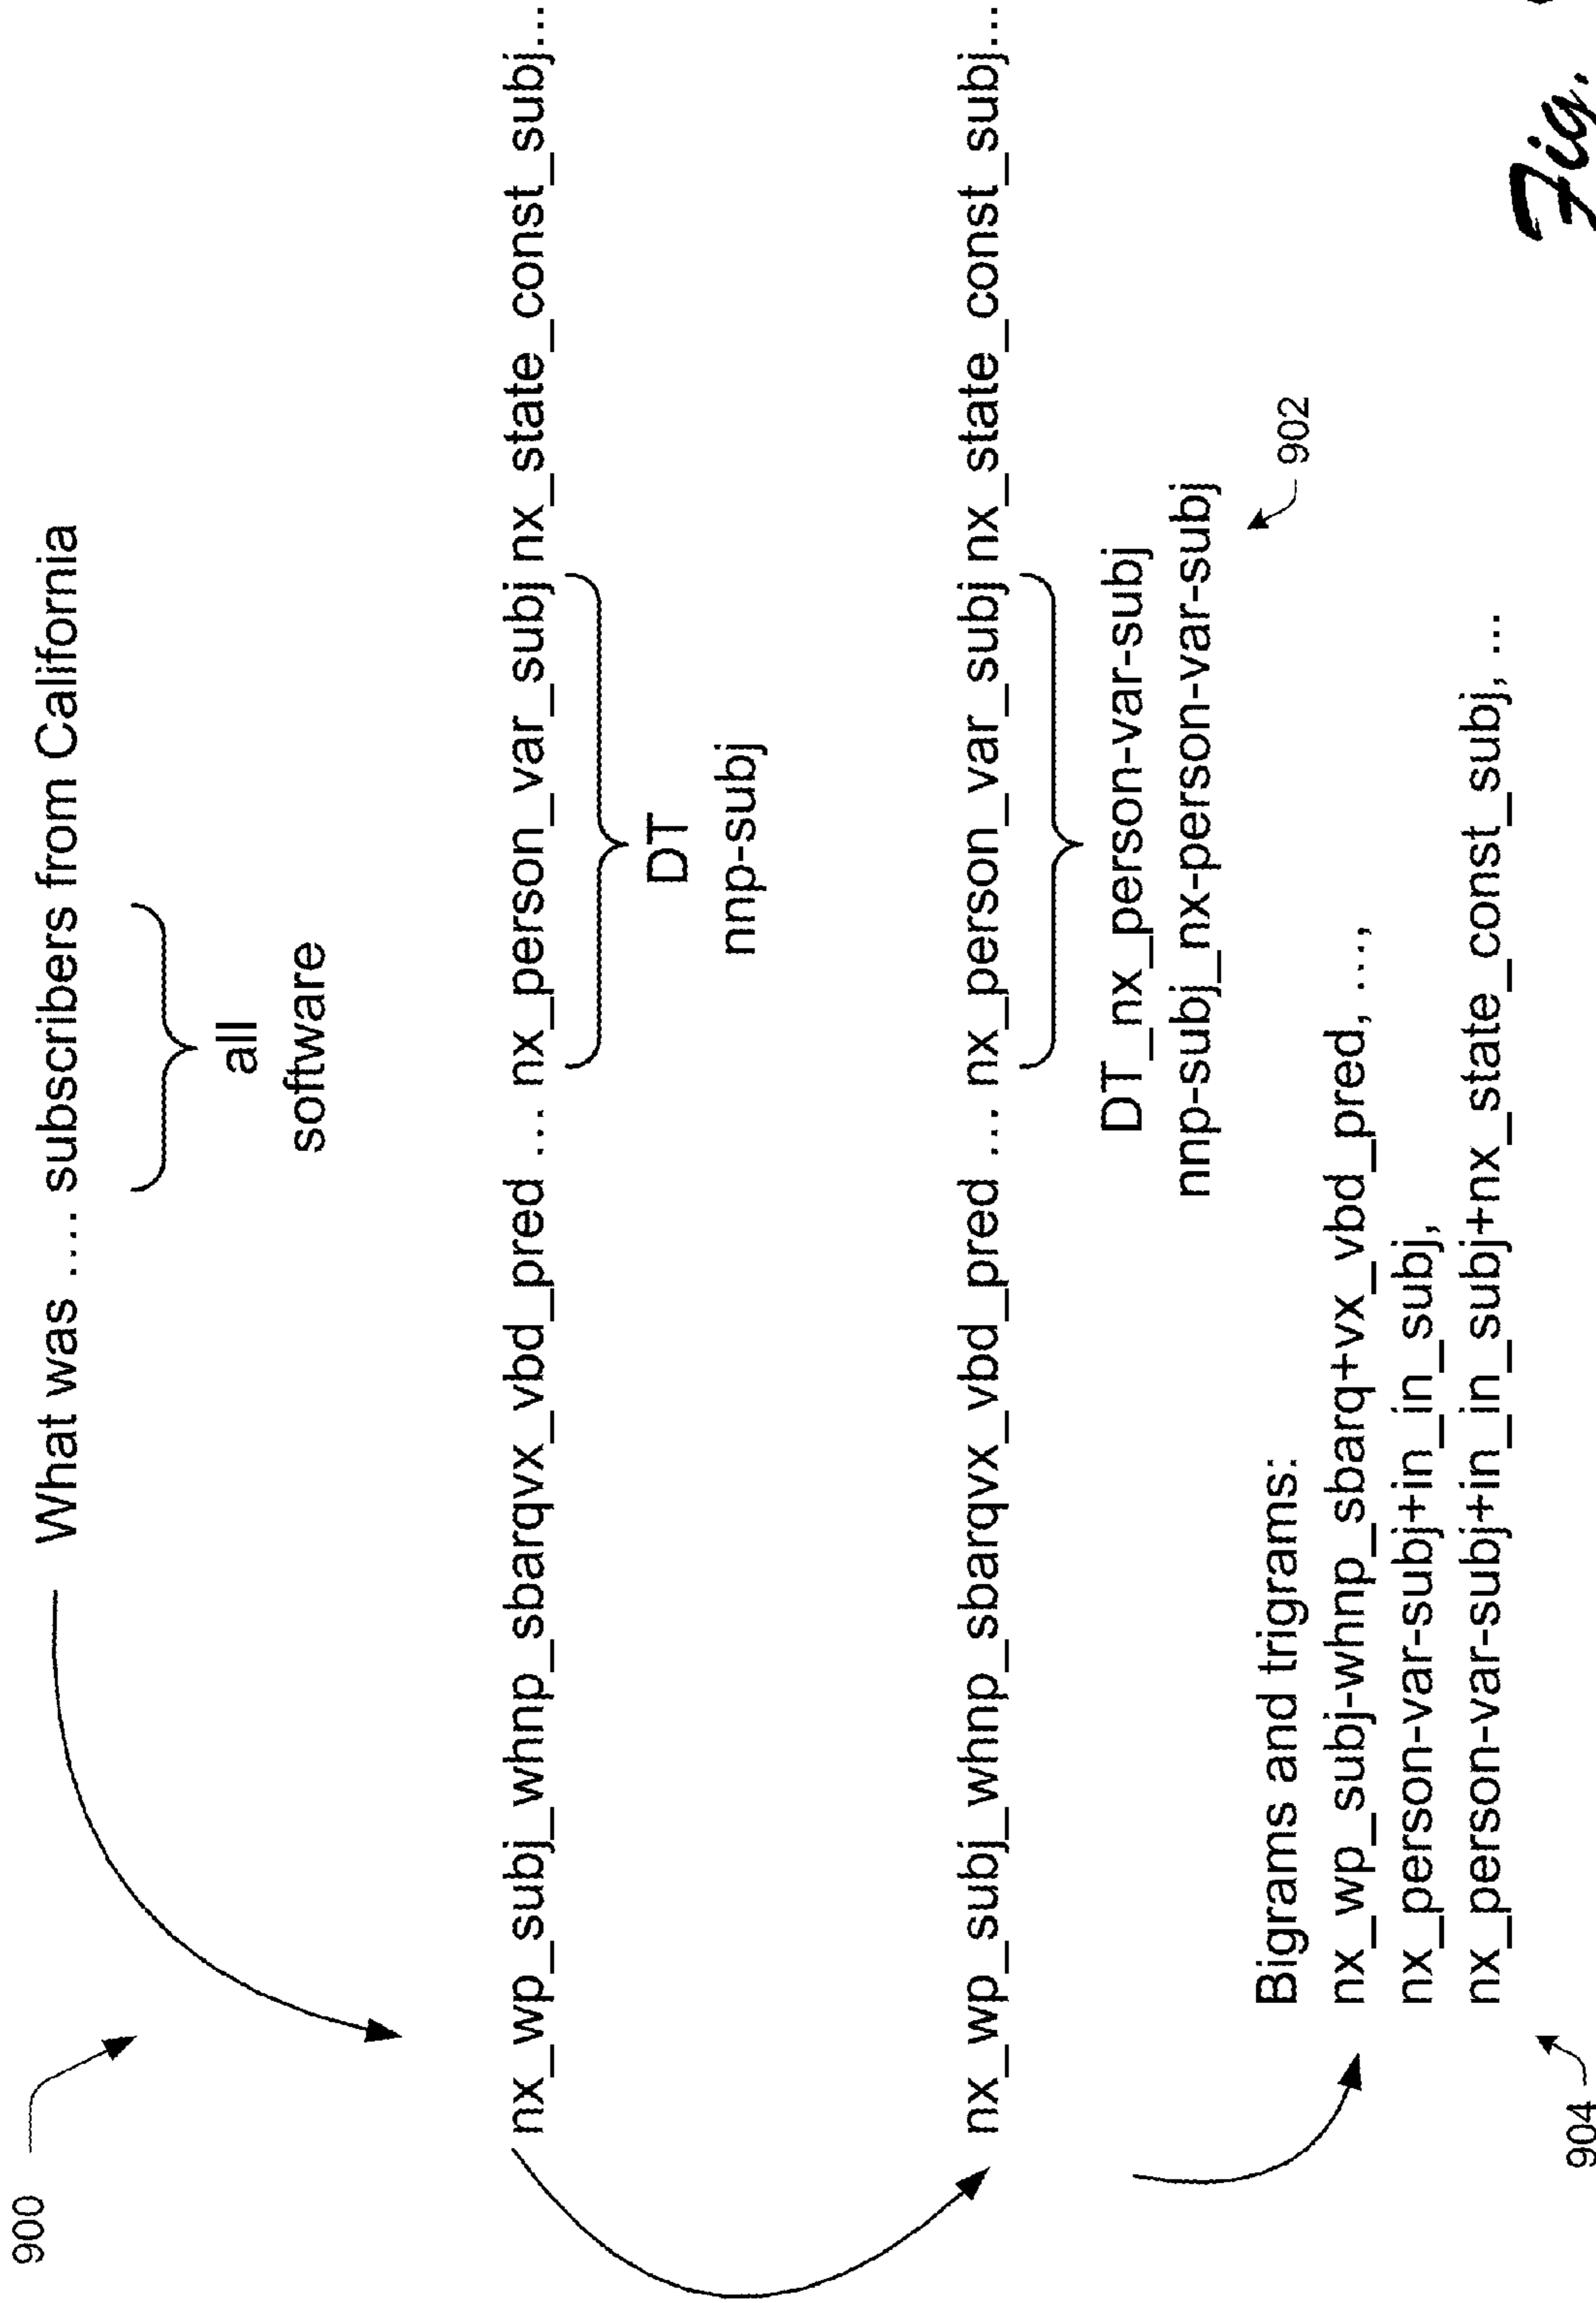 900
What was .... subscribers from California
all
software
nx_wp_subj_whnp_sbarqvx_vbd_pred ... nx_person_var_subj nx_state_const_subj...
DT
nnp-subj
nx_wp_subj_whnp_sbarqvx_vbd_pred ... nx_person_var_subj nx_state_const_subj...
DT_nx_person-var-subj
nnp-subj_nx-person-var-subj
902
Bigrams and trigrams:
nx_wp_subj-whnp_sbarq+vx_vbd_pred, ...,
nx_person-var-subj+in_in_subj,
nx_person-var-subj+in_in_subj+nx_state_const_subj, ...
904
Fig.